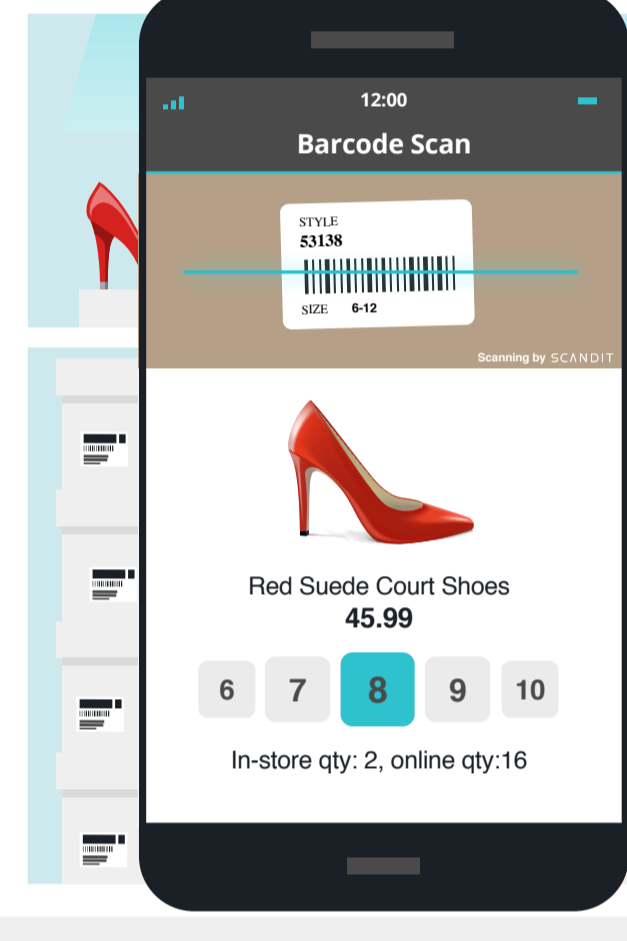 12:00
Barcode Scan
STYLE
53138
SIZE 6-12
Scanning by SCANDIT
Red Suede Court Shoes
45.99
6 7 8 9 10
In-store qty: 2, online qty:16